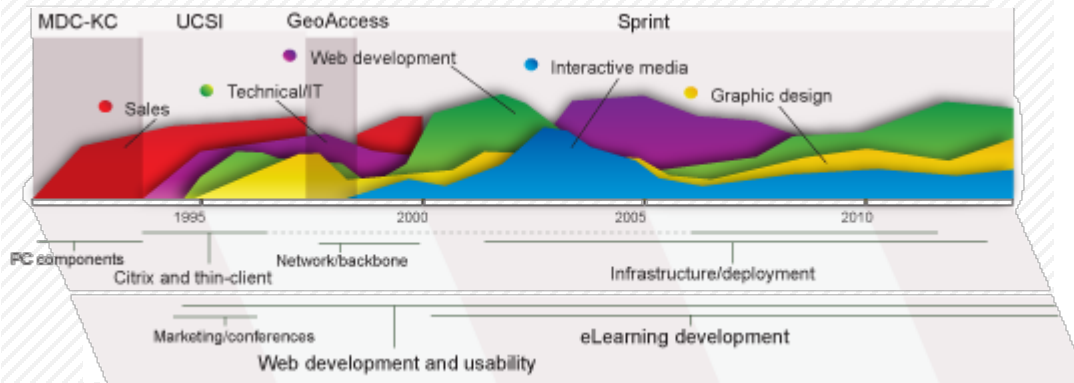 MDC-KC UCSI GeoAccess Sprint
Web development
Interactive media
Technical/IT
Graphic design
Sales
1995 2000 2005 2010
PC components
Network/backbone
Citrix and thin-client
Infrastructure/deployment
Marketing/conferences
eLearning development
Web development and usability